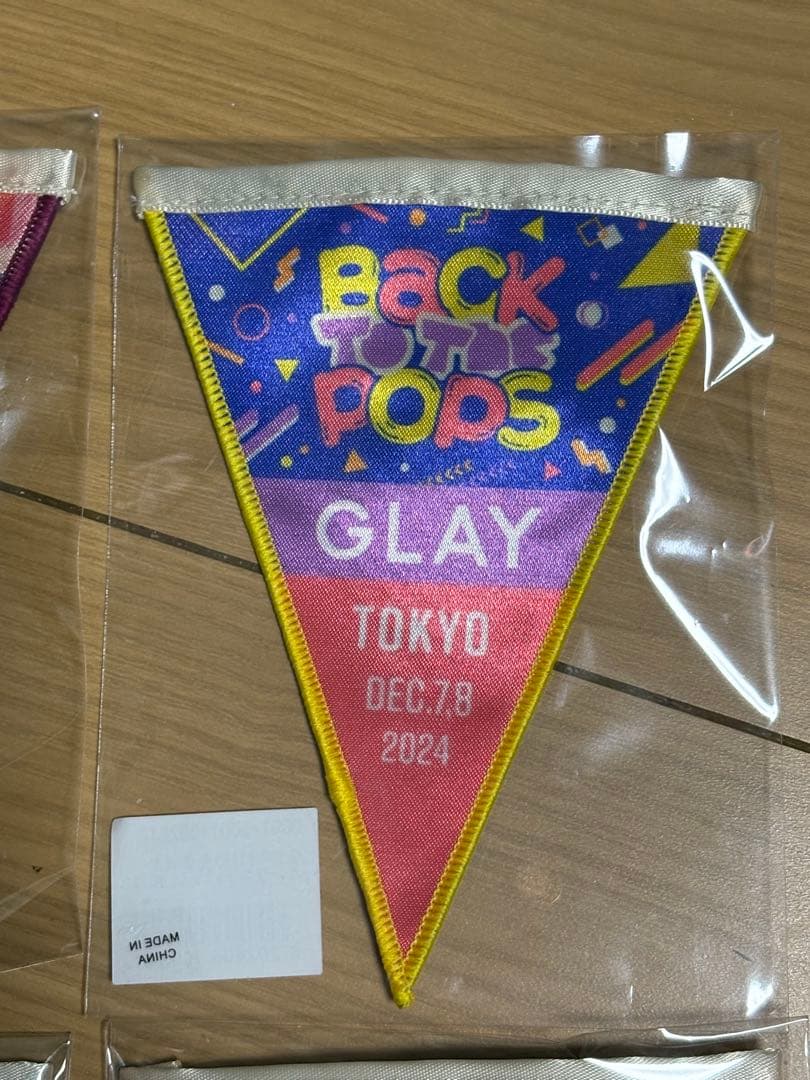 BacK
TO THE
POPS
GLAY
TOKYO
DEC.7,8
2024
MADE IN
CHINA